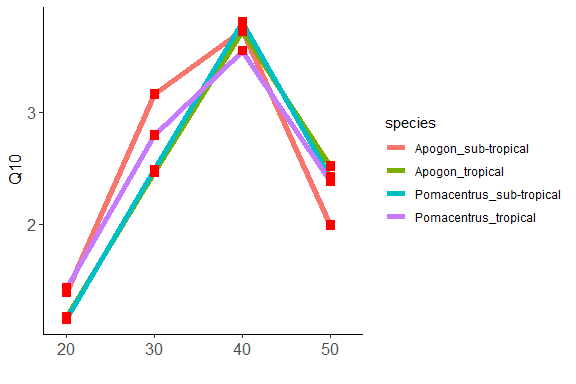 Q10
3
2
20 30 40 50
species
Apogon_sub-tropical
Apogon_tropical
Pomacentrus_sub-tropical
Pomacentrus_tropical